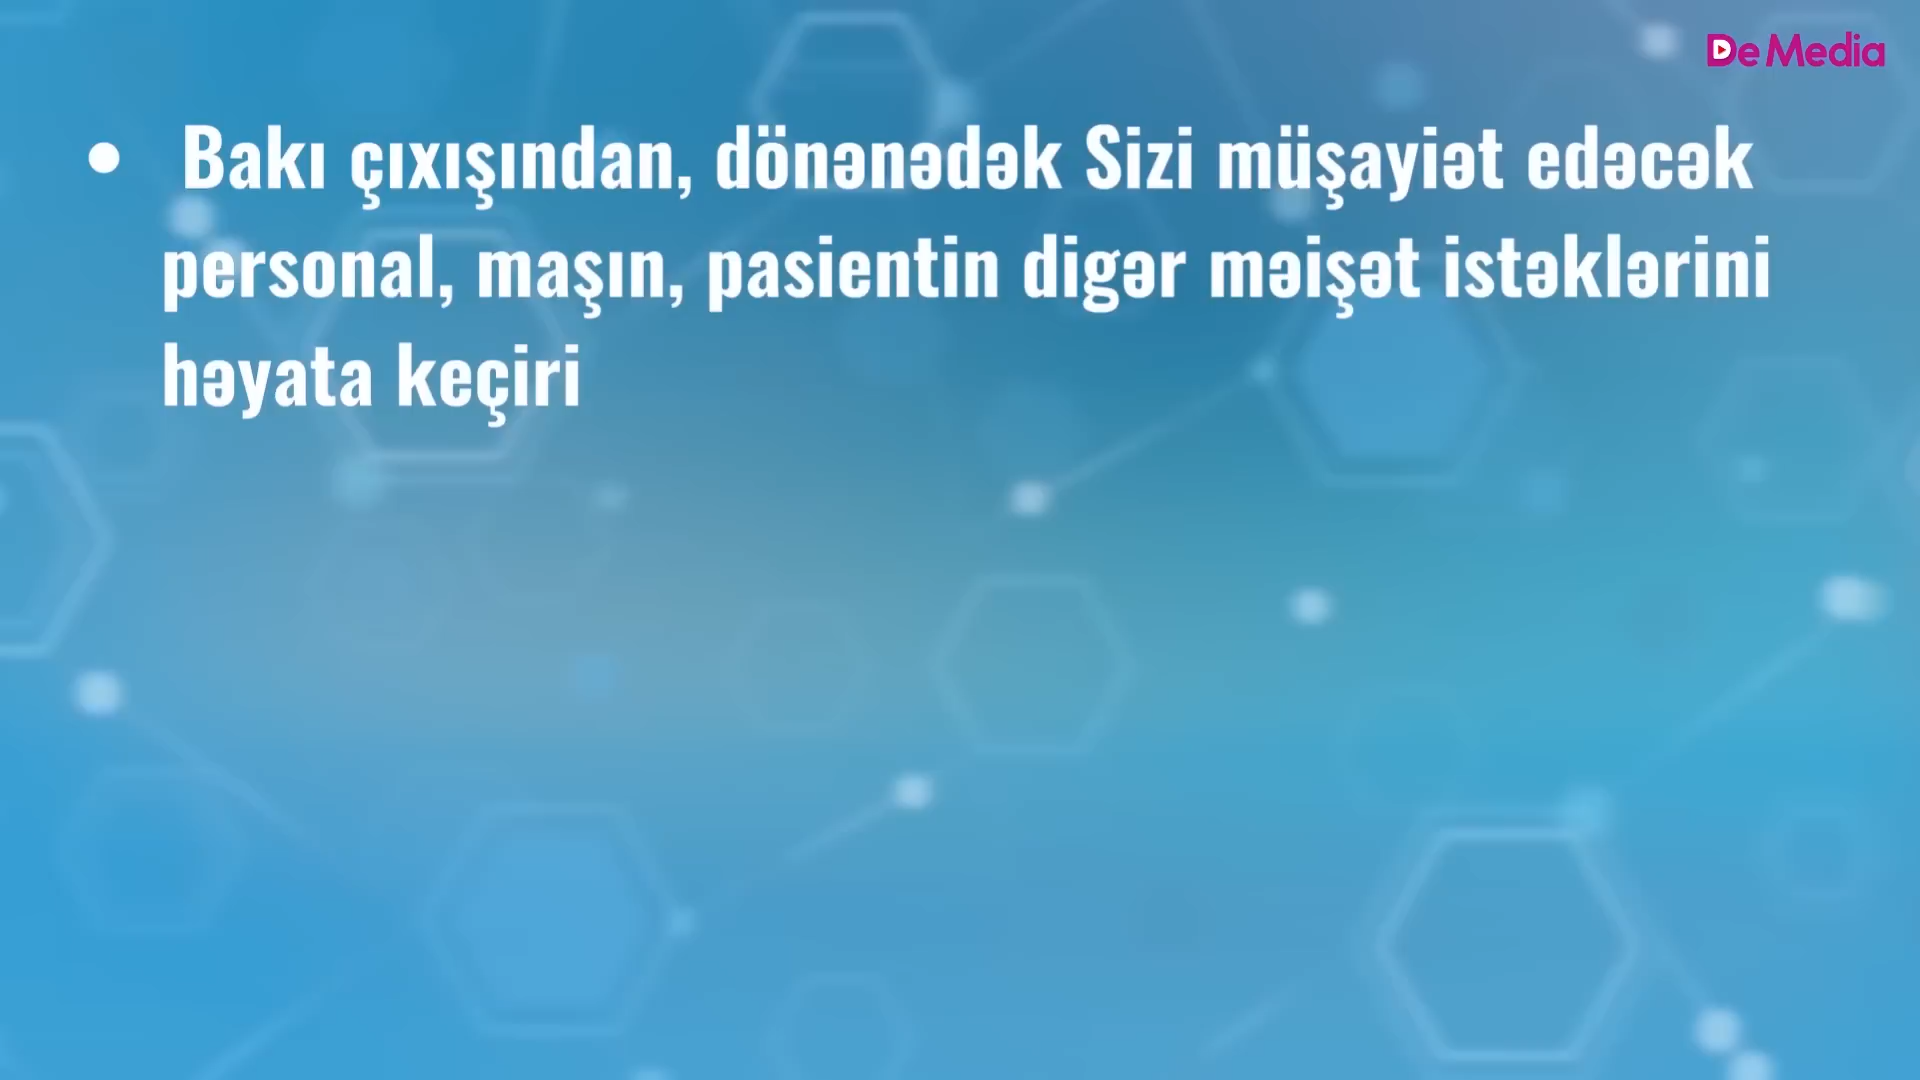 De Media
• Bakı çıxışından, dönənədək Sizi müşayiət edəcək
personal, maşın, pasientin digər məişət istəklərini
həyata keçiri